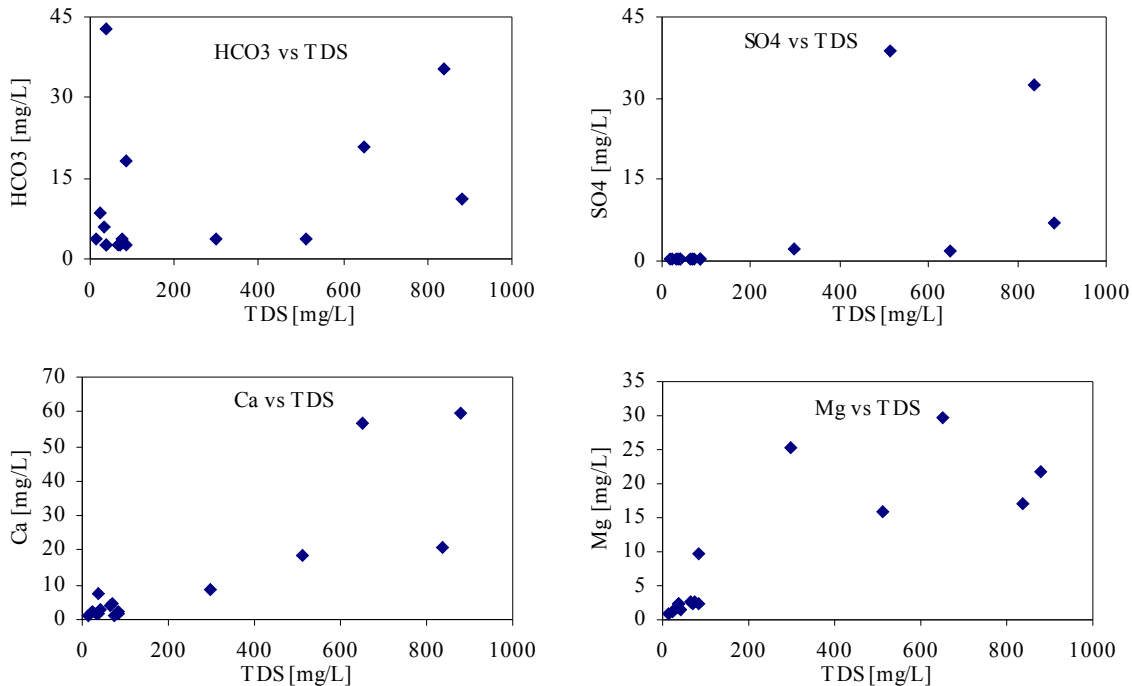 HCO3 vs TDS
HCO3 [mg/L]
45
30
15
0
0 200 400 600 800 1000
TDS [mg/L]
SO4 vs TDS
SO4 [mg/L]
45
30
15
0
0 200 400 600 800 1000
TDS [mg/L]
Ca vs TDS
Ca [mg/L]
70
60
50
40
30
20
10
0
0 200 400 600 800 1000
TDS [mg/L]
Mg vs TDS
Mg [mg/L]
35
30
25
20
15
10
5
0
0 200 400 600 800 1000
TDS [mg/L]